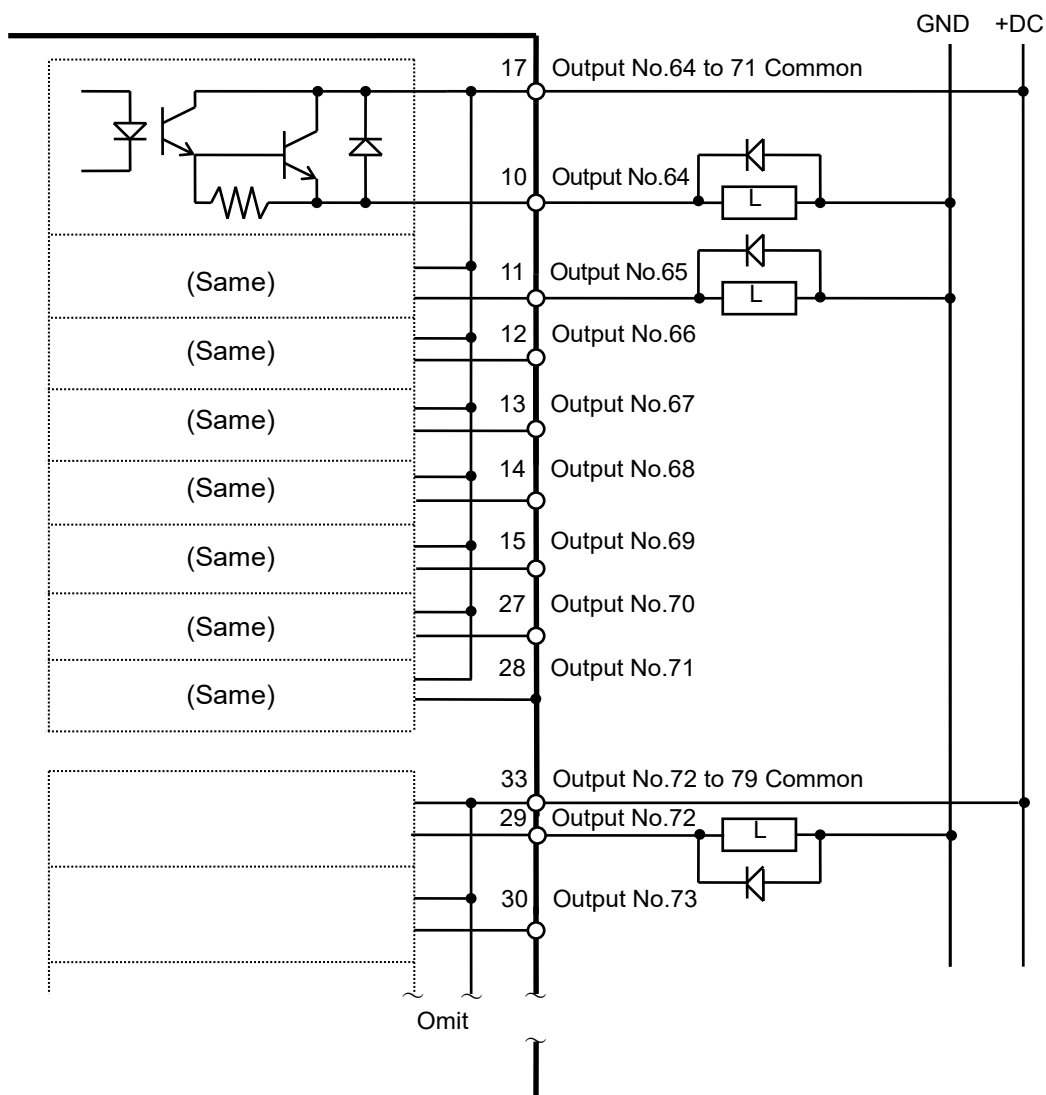 GND +DC
17 Output No.64 to 71 Common
10 Output No.64
L
(Same) 11 Output No.65
L
12 Output No.66
(Same)
13 Output No.67
(Same)
14 Output No.68
(Same)
15 Output No.69
(Same)
27 Output No.70
(Same)
28 Output No.71
(Same)
33 Output No.72 to 79 Common
29 Output No.72
L
30 Output No.73
Omit